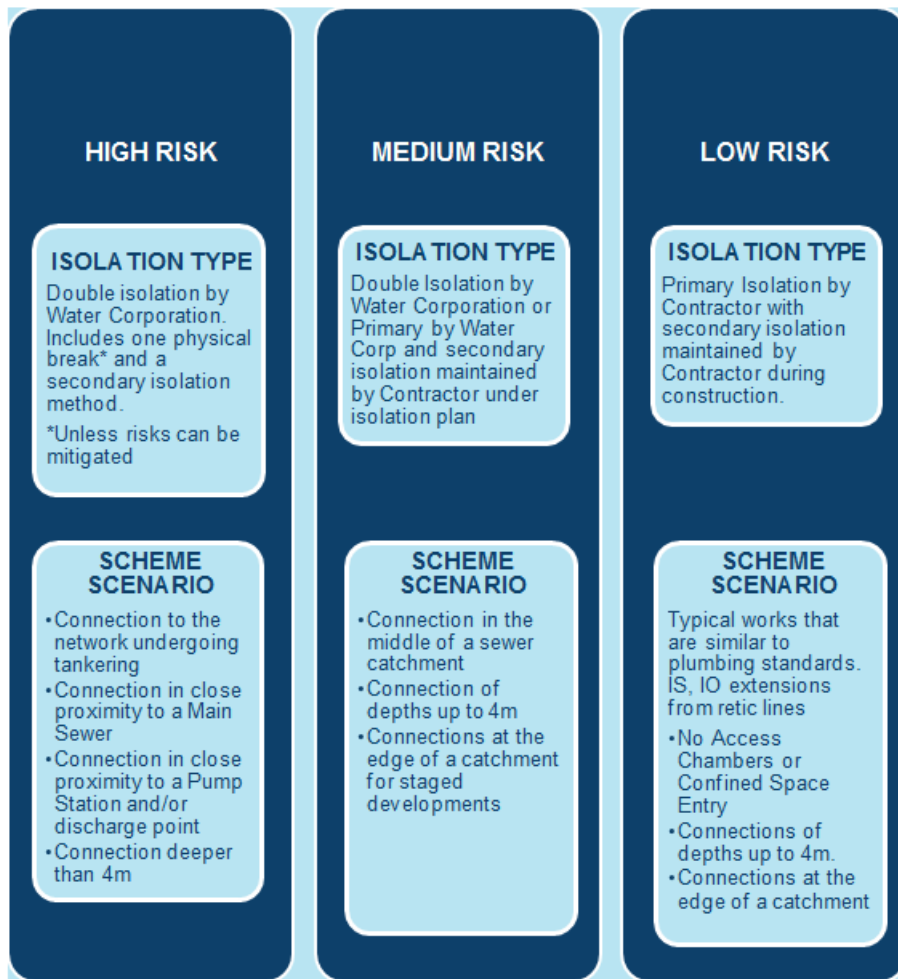 HIGH RISK
ISOLATION TYPE
Double isolation by
Water Corporation.
Includes one physical
break* and a
secondary isolation
method.
*Unless risks can be
mitigated
SCHEME
SCENARIO
•Connection to the
network undergoing
tankering
•Connection in close
proximity to a Main
Sewer
•Connection in close
proximity to a Pump
Station and/or
discharge point
•Connection deeper
than 4m
MEDIUM RISK
ISOLATION TYPE
Double Isolation by
Water Corporation or
Primary by Water
Corp and secondary
isolation maintained
by Contractor under
isolation plan
SCHEME
SCENARIO
•Connection in the
middle of a sewer
catchment
•Connection of
depths up to 4m
•Connections at the
edge of a catchment
for staged
developments
LOW RISK
ISOLATION TYPE
Primary Isolation by
Contractor with
secondary isolation
maintained by
Contractor during
construction.
SCHEME
SCENARIO
Typical works that
are similar to
plumbing standards.
IS, IO extensions
from retic lines
•No Access
Chambers or
Confined Space
Entry
•Connections of
depths up to 4m.
•Connections at the
edge of a catchment